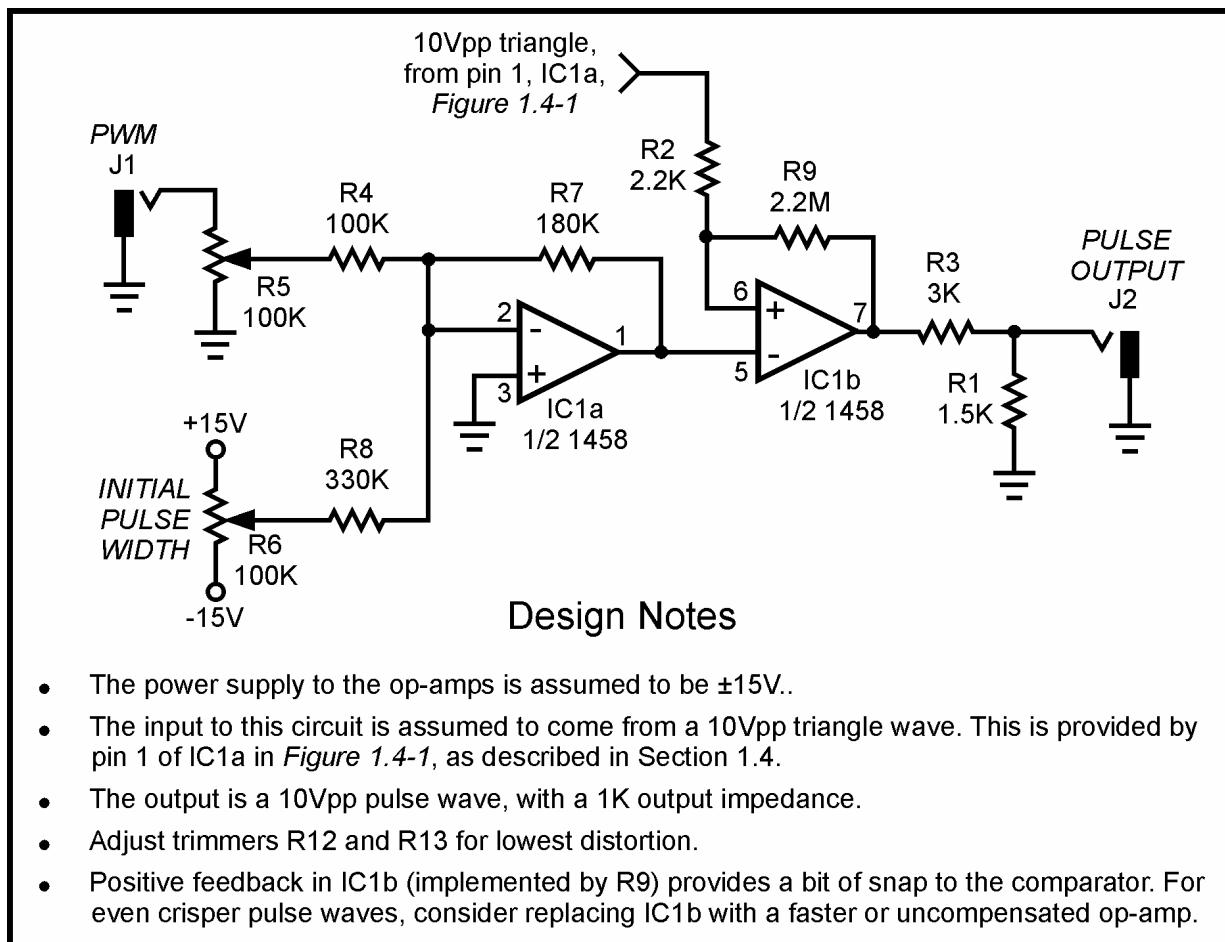 10Vpp triangle,
from pin 1, IC1a,
Figure 1.4-1
PWM
J1
R2
2.2K
R9
2.2M
R4
100K
R7
180K
PULSE
OUTPUT
J2
R3
3K
R5
100K
2
-
3
+
1
IC1a
1/2 1458
6
+
5
-
7
IC1b
1/2 1458
R1
1.5K
+15V
R8
330K
INITIAL
PULSE
WIDTH
R6
100K
-15V
Design Notes
• The power supply to the op-amps is assumed to be ±15V..
• The input to this circuit is assumed to come from a 10Vpp triangle wave. This is provided by
pin 1 of IC1a in Figure 1.4-1, as described in Section 1.4.
• The output is a 10Vpp pulse wave, with a 1K output impedance.
• Adjust trimmers R12 and R13 for lowest distortion.
• Positive feedback in IC1b (implemented by R9) provides a bit of snap to the comparator. For
even crisper pulse waves, consider replacing IC1b with a faster or uncompensated op-amp.